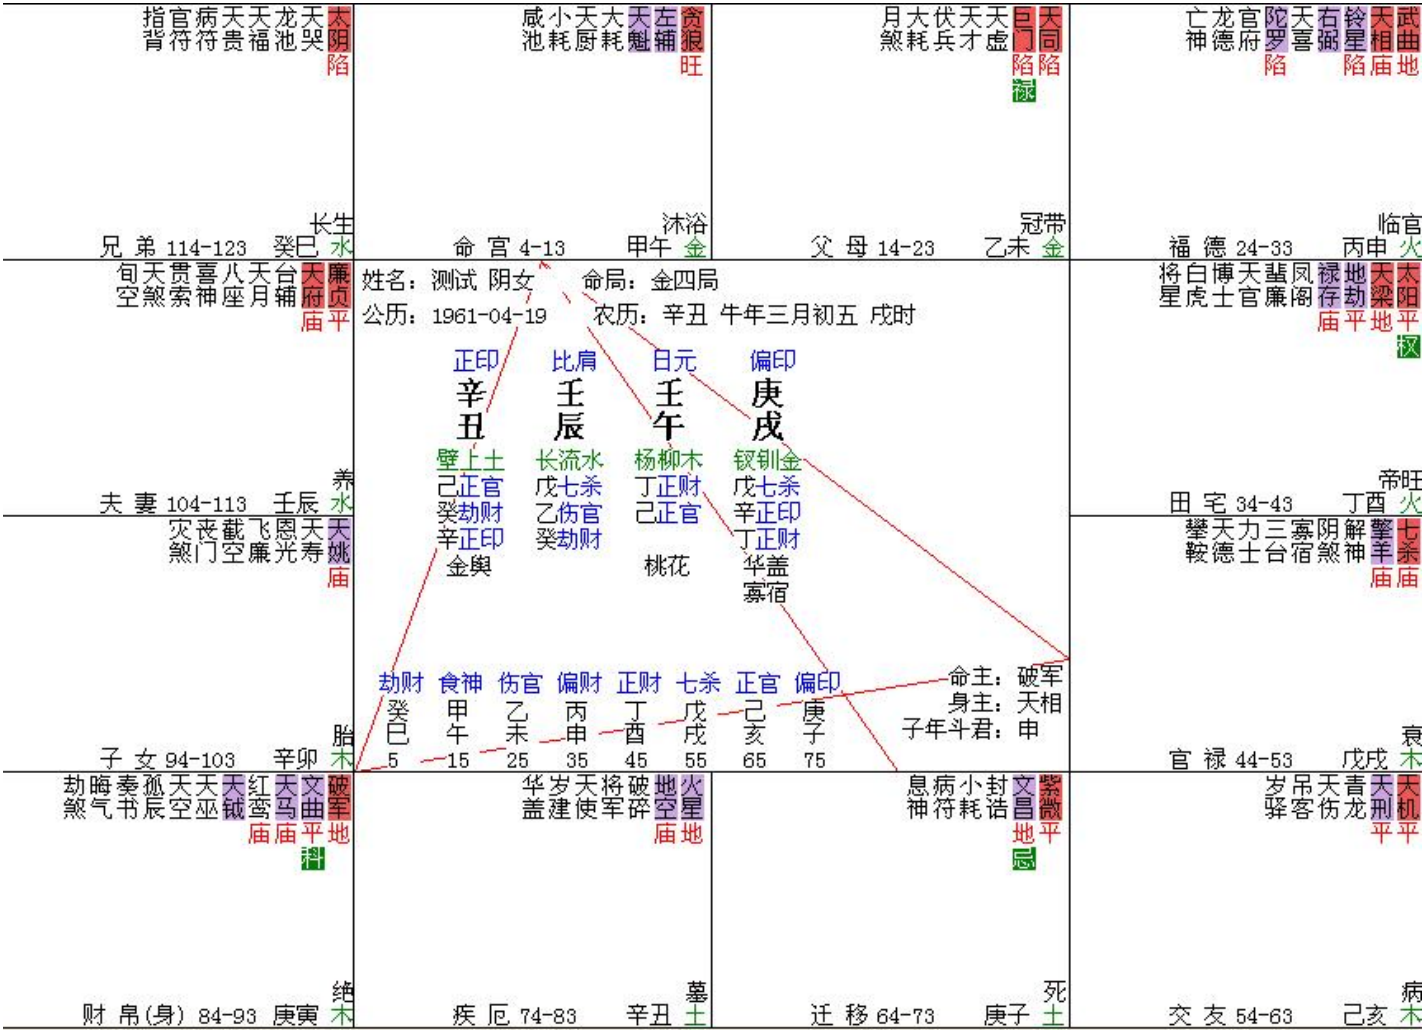 指官病天天龙天太
背符符贵福池哭阴
陷
长生
兄 弟 114-123 癸巳 水
咸小天大天左贪
池耗厨耗魁辅狼
旺
沐浴
命 宫 4-13 甲午 金
月大伏天天巨天
煞耗兵才虚门同
陷陷
禄
冠带
父 母 14-23 乙未 金
亡龙官陀天右铃天武
神德府罗喜弼星相曲
陷 陷庙地
临官
福 德 24-33 丙申 火
旬天贯喜八天台天廉
空煞索神座月辅府贞
庙平
养
夫 妻 104-113 壬辰 水
姓名：测试 阴女 命局：金四局
公历：1961-04-19 农历：辛丑 牛年三月初五 戌时
正印 比肩 日元 偏印
辛 壬 壬 庚
丑 辰 午 戌
壁上土 长流水 杨柳木 钗钏金
己正官 戊七杀 丁正财 戊七杀
癸劫财 乙伤官 己正官 辛正印
辛正印 癸劫财 丁正财
金舆 桃花 华盖
寡宿
劫财 食神 伤官 偏财 正财 七杀 正官 偏印
癸 甲 乙 丙 丁 戊 己 庚
巳 午 未 申 酉 戌 亥 子
5 15 25 35 45 55 65 75
命主：破军
身主：天相
子年斗君：申
将白博天蜚凤禄地天太
星虎士官廉阁存劫梁阳
庙平地平
权
帝旺
田 宅 34-43 丁酉 火
灾丧截飞恩天天
煞门空廉光寿姚
庙
胎
子 女 94-103 辛卯 木
攀天力三寡阴解擎七
鞍德士台宿煞神羊杀
庙庙
衰
官 禄 44-53 戊戌 木
劫晦奏孤天天天红天文破
煞气书辰空巫钺鸾马曲军
庙庙平地
科
绝
财 帛(身) 84-93 庚寅 木
华岁天将破地火
盖建使军碎空星
庙地
墓
疾 厄 74-83 辛丑 土
息病小封文紫
神符耗诰昌微
地平
忌
死
迁 移 64-73 庚子 土
岁吊天青天天
驿客伤龙刑机
平平
病
交 友 54-63 己亥 木